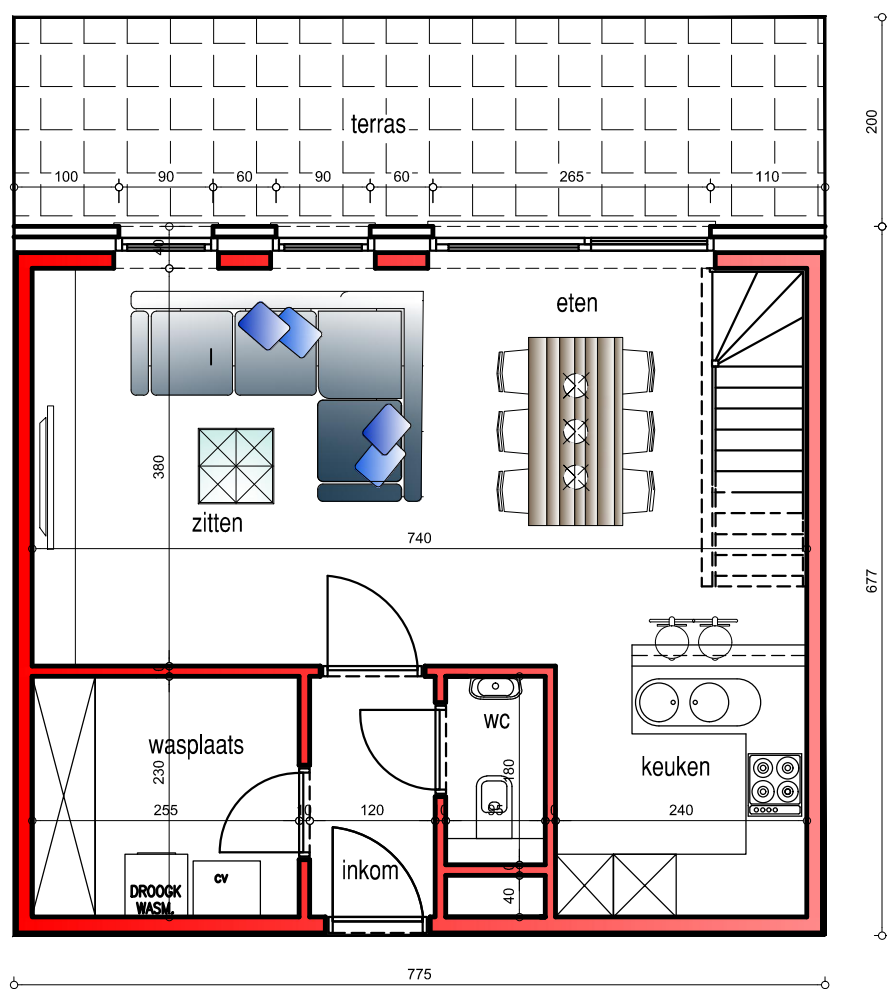 terras
200
100 90 60 90 60 265 110
40
eten
380
zitten
740
677
wc
wasplaats
keuken
230
180
255 10 120 95 240
inkom
cv
DROOGK
WASM.
40
775